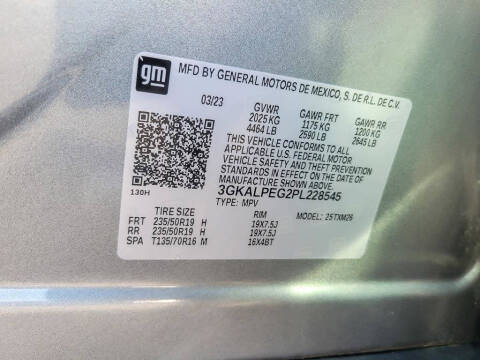 gm
MFD BY GENERAL MOTORS DE MEXICO, S. DE R.L. DE C.V.
03/23 GVWR GAWR FRT GAWR RR
2025 KG 1175 KG 1200 KG
4464 LB 2590 LB 2645 LB
THIS VEHICLE CONFORMS TO ALL
APPLICABLE U.S. FEDERAL MOTOR
VEHICLE SAFETY AND THEFT
PREVENTION STANDARDS IN EFFECT
ON THE DATE OF MANUFACTURE
SHOWN ABOVE.
3GKALPEG2PL228545
130H TYPE: MPV MODEL: 25TXM26
TIRE SIZE RIM
FRT 235/50R19 H 19X7.5J
RR 235/50R19 H 19X7.5J
SPA T135/70R16 M 16X4BT